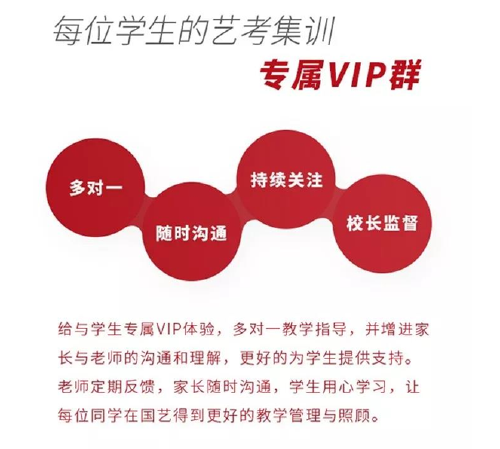 每位学生的艺考集训
专属VIP群
多对一
随时沟通
持续关注
校长监督
给与学生专属VIP体验，多对一教学指导，并增进家
长与老师的沟通和理解，更好的为学生提供支持。
老师定期反馈，家长随时沟通，学生用心学习，让
每位同学在国艺得到更好的教学管理与照顾。